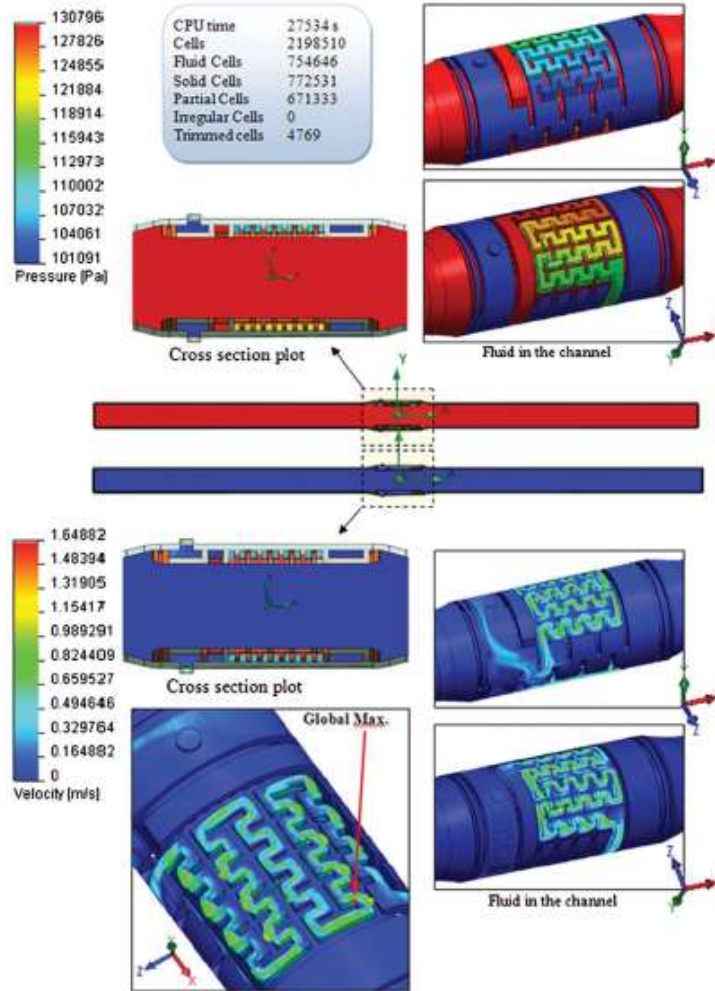 130796
127826
124855
121884
118914
115943
112973
110002
107032
104061
101091
Pressure [Pa]
CPU time 27534 s
Cells 2198510
Fluid Cells 754646
Solid Cells 772531
Partial Cells 671333
Irregular Cells 0
Trimmed cells 4769
Z
Cross section plot
Z
Y
Fluid in the channel
Y
1.64882
1.48394
1.31905
1.15417
0.989291
0.824409
0.659527
0.494646
0.329764
0.164882
0
Velocity [m/s]
Cross section plot
Z
Global Max.
Z
Y
X
Z
Y
Fluid in the channel